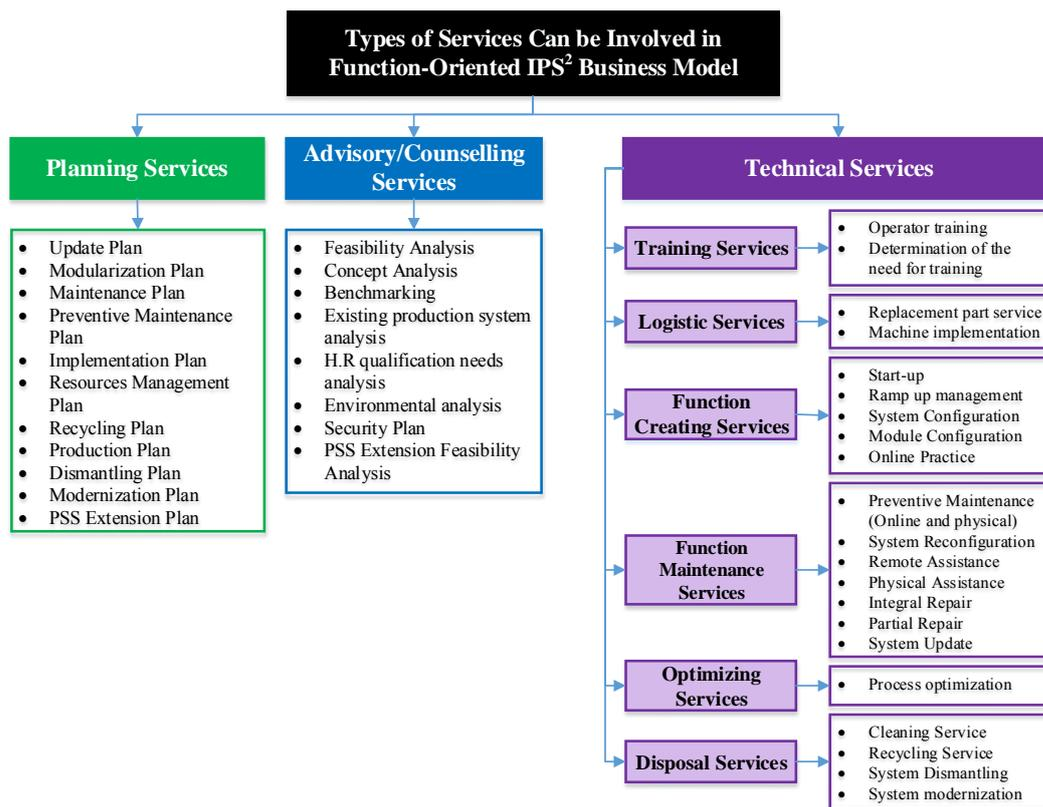 Types of Services Can be Involved in
Function-Oriented IPS² Business Model
Planning Services
• Update Plan
• Modularization Plan
• Maintenance Plan
• Preventive Maintenance
Plan
• Implementation Plan
• Resources Management
Plan
• Recycling Plan
• Production Plan
• Dismantling Plan
• Modernization Plan
• PSS Extension Plan
Advisory/Counselling
Services
• Feasibility Analysis
• Concept Analysis
• Benchmarking
• Existing production system
analysis
• H.R qualification needs
analysis
• Environmental analysis
• Security Plan
• PSS Extension Feasibility
Analysis
Technical Services
Training Services
• Operator training
• Determination of the
need for training
Logistic Services
• Replacement part service
• Machine implementation
Function
Creating Services
• Start-up
• Ramp up management
• System Configuration
• Module Configuration
• Online Practice
Function
Maintenance
Services
• Preventive Maintenance
(Online and physical)
• System Reconfiguration
• Remote Assistance
• Physical Assistance
• Integral Repair
• Partial Repair
• System Update
Optimizing
Services
• Process optimization
Disposal Services
• Cleaning Service
• Recycling Service
• System Dismantling
• System modernization